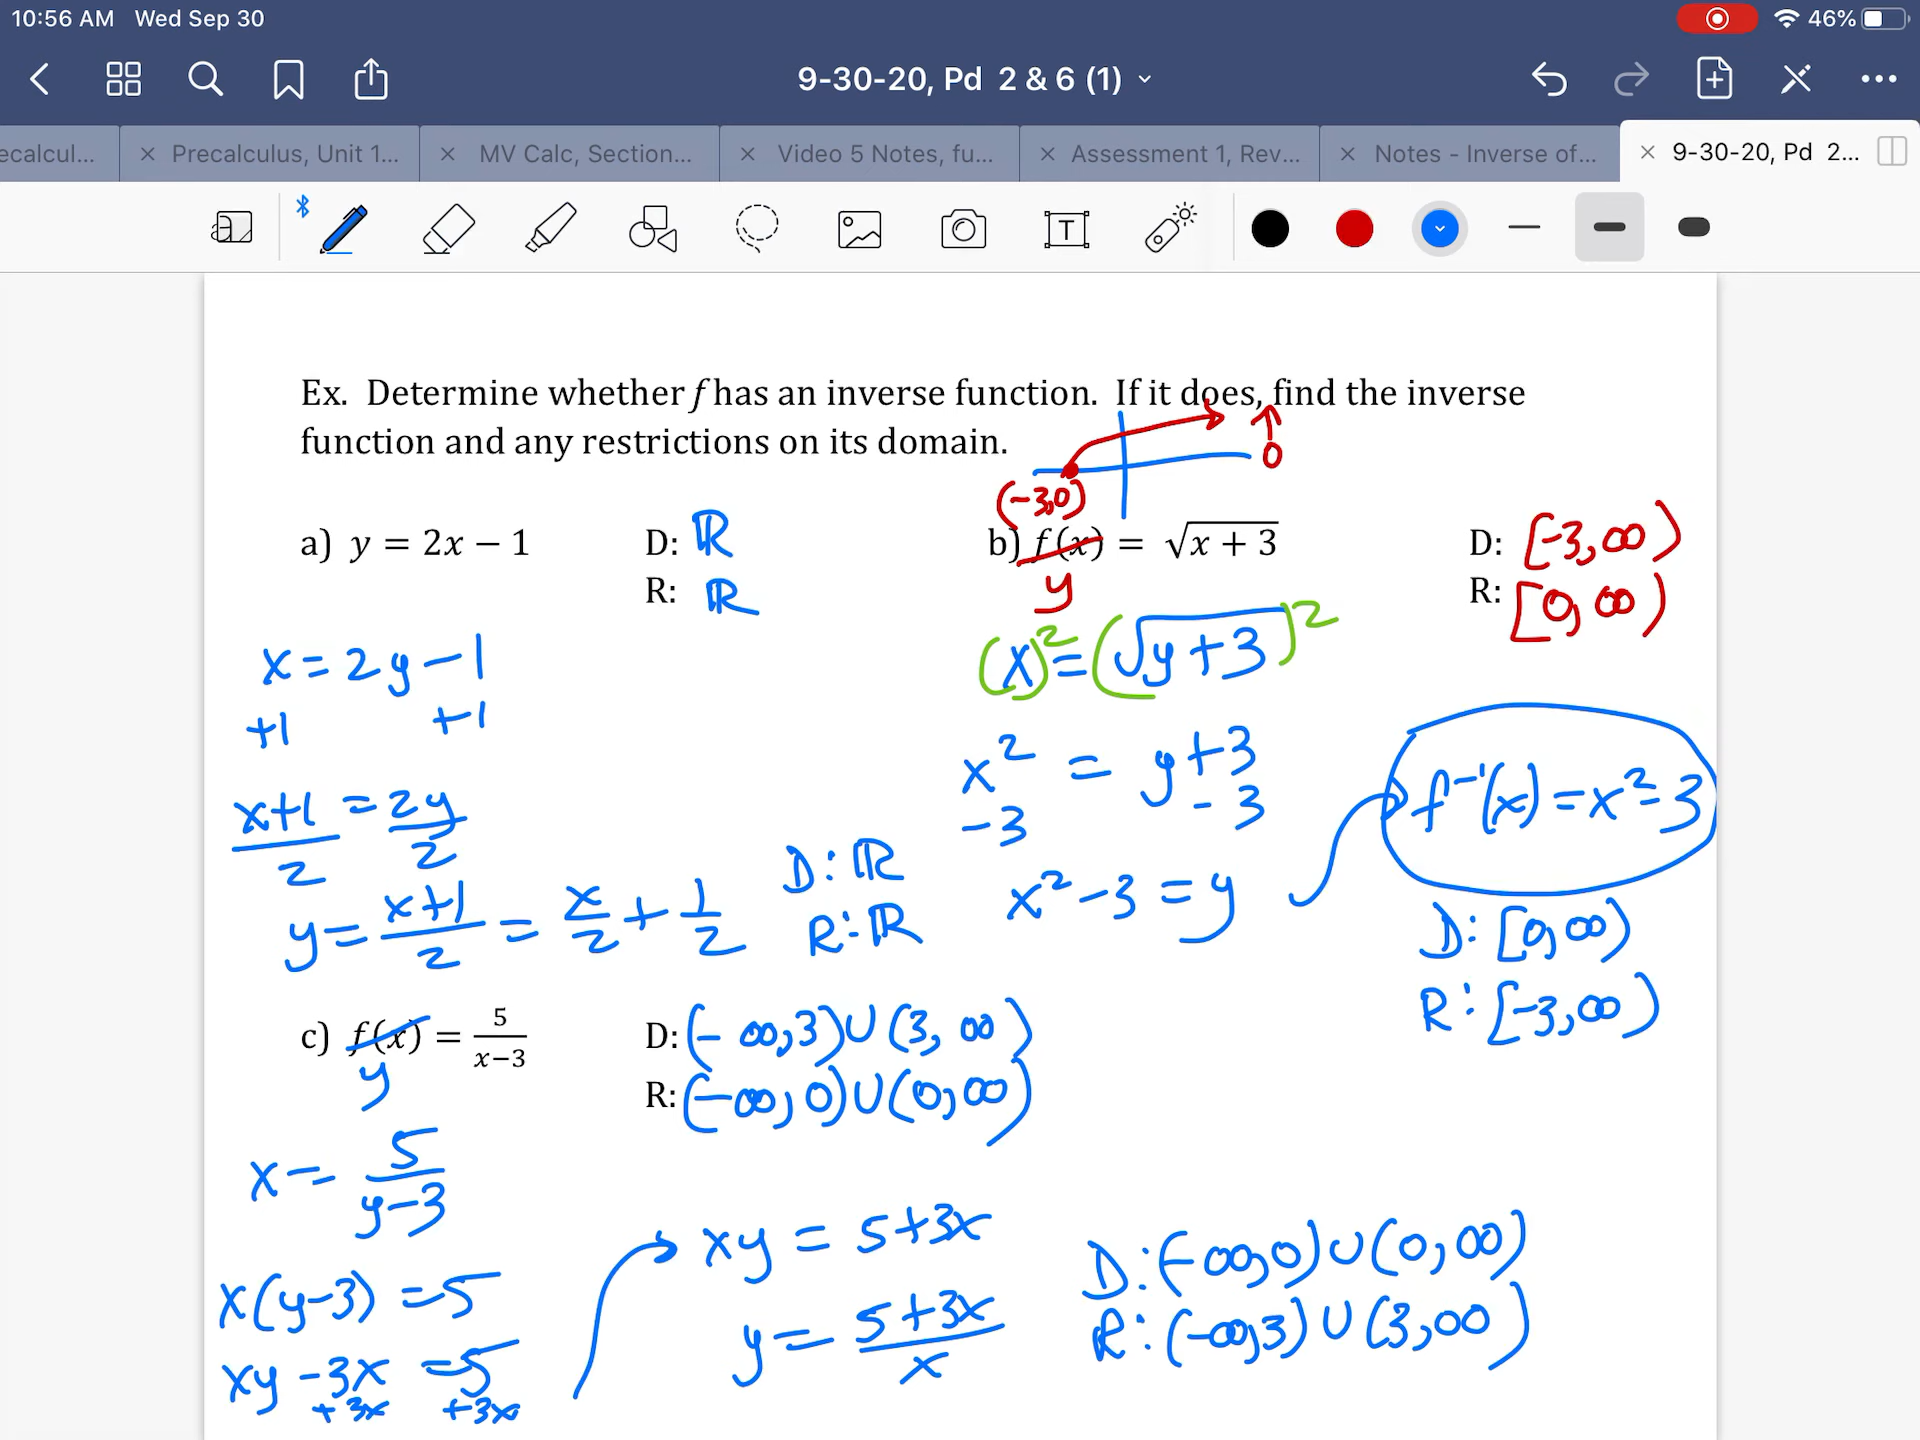 10:56 AM Wed Sep 30
46%
9-30-20, Pd 2 & 6 (1)
ecalcul...
× Precalculus, Unit 1...
× MV Calc, Section...
× Video 5 Notes, fu...
× Assessment 1, Rev...
× Notes - Inverse of...
× 9-30-20, Pd 2...
T
Ex. Determine whether f has an inverse function. If it does, find the inverse
function and any restrictions on its domain.
0
(-3,0)
a) y = 2x − 1
D: ℝ
R: ℝ
x = 2y - 1
+1 +1
x+1/2 = 2y/2
y = x+1/2 = x/2 + 1/2
D: ℝ
R: ℝ
b) f(x) = √(x + 3)
y
D: [-3,∞)
R: [0,∞)
(x)² = (√(y+3))²
x² = y+3
-3 -3
x² - 3 = y
f⁻¹(x) = x² - 3
D: [0,∞)
R: [-3,∞)
c) f(x) = 5/(x−3)
y
D: (-∞,3)∪(3,∞)
R: (-∞,0)∪(0,∞)
x = 5/(y-3)
x(y-3) = 5
xy - 3x = 5
+3x +3x
xy = 5+3x
y = 5+3x/x
D: (-∞,0)∪(0,∞)
R: (-∞,3)∪(3,∞)